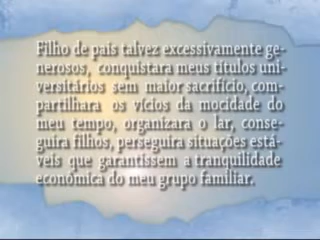 Filho de pais talvez excessivamente ge-
nerosos, conquistara meus títulos uni-
versitários sem maior sacrifício, com-
partilhara os vícios da mocidade do
meu tempo, organizara o lar, conse-
guira filhos, perseguira situações está-
veis que garantissem a tranquilidade
econômica do meu grupo familiar.